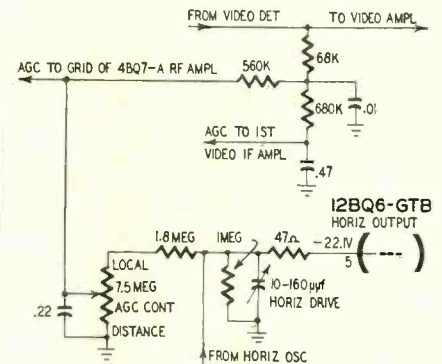 FROM VIDEO DET
TO VIDEO AMPL
68K
AGC TO GRID OF 4BQ7-A RF AMPL
560K
680K
.01
AGC TO 1ST
VIDEO IF AMPL
.47
12BQ6-GTB
HORIZ OUTPUT
1.8 MEG
1MEG
47Ω
-22.1V
5
LOCAL
7.5 MEG
AGC CONT
DISTANCE
10-160µµf
HORIZ DRIVE
.22
FROM HORIZ OSC